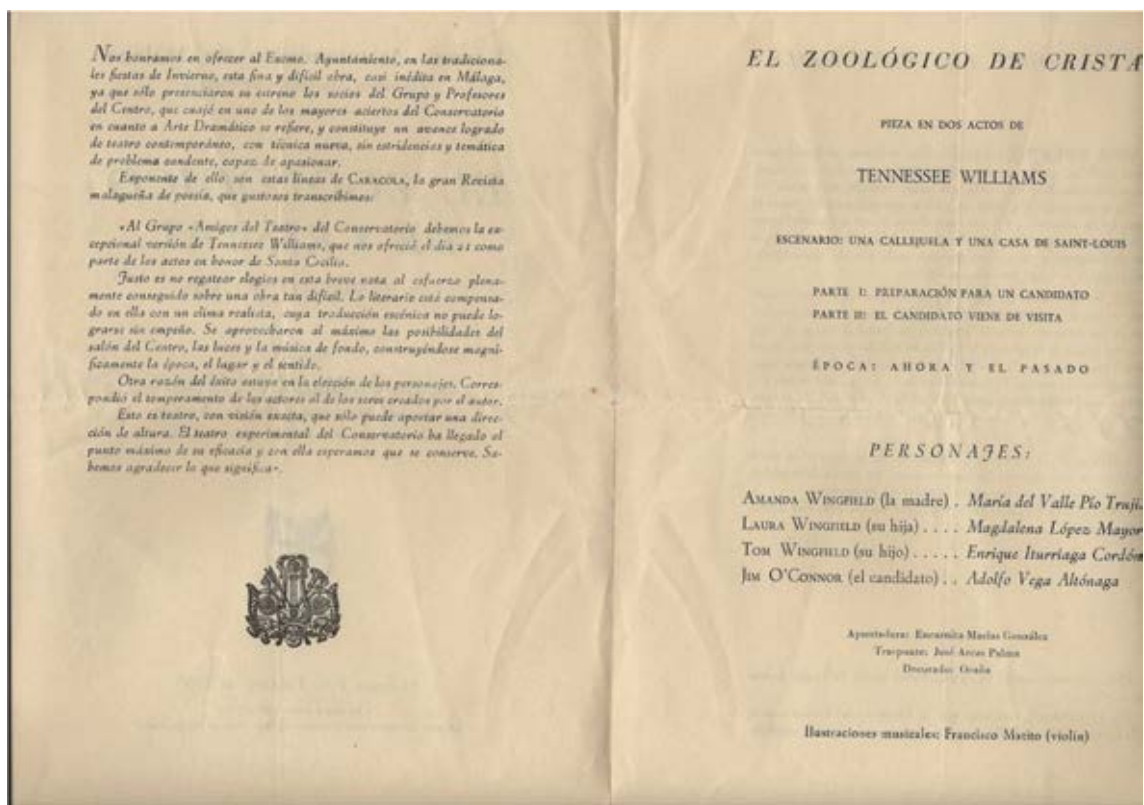 Nos honramos en ofrecer al Excmo. Ayuntamiento, en las tradiciona-
les fiestas de Invierno, esta fina y difícil obra, casi inédita en Málaga,
ya que sólo presenciaron su estreno los socios del Grupo y Profesores
del Centro, que cuajó en uno de los mayores aciertos del Conservatorio
en cuanto a Arte Dramático se refiere, y constituye un avance logrado
de teatro contemporáneo, con técnica nueva, sin estridencias y temática
de problema candente, capaz de apasionar.
Exponente de ello son estas líneas de CARACOLA, la gran Revista
malagueña de poesía, que gustosos transcribimos:
«Al Grupo «Amigos del Teatro» del Conservatorio debemos la ex-
cepcional versión de Tennesee Williams, que nos ofreció el día 21 como
parte de los actos en honor de Santa Cecilia.
Justo es no regatear elogios en esta breve nota al esfuerzo plena-
mente conseguido sobre una obra tan difícil. Lo literario está compensa-
do en ella con un clima realista, cuya traducción escénica no puede lo-
grarse sin empeño. Se aprovecharon al máximo las posibilidades del
salón del Centro, las luces y la música de fondo, construyéndose magní-
ficamente la época, el lugar y el sentido.
Otra razón del éxito estuvo en la elección de los personajes. Corres-
pondió el temperamento de los actores al de los seres creados por el autor.
Esto es teatro, con visión exacta, que sólo puede aportar una direc-
ción de altura. El teatro experimental del Conservatorio ha llegado al
punto máximo de su eficacia y con ella esperamos que se conserve. Sa-
bemos agradecer lo que significa».
EL ZOOLÓGICO DE CRISTA
PIEZA EN DOS ACTOS DE
TENNESSEE WILLIAMS
ESCENARIO: UNA CALLEJUELA Y UNA CASA DE SAINT-LOUIS
PARTE I: PREPARACIÓN PARA UN CANDIDATO
PARTE II: EL CANDIDATO VIENE DE VISITA
ÉPOCA: AHORA Y EL PASADO
PERSONAJES:
AMANDA WINGFIELD (la madre) . María del Valle Pío Truji
LAURA WINGFIELD (su hija) . . . . Magdalena López Mayor
TOM WINGFIELD (su hijo) . . . . . Enrique Iturriaga Cordón
JIM O'CONNOR (el candidato) . . Adolfo Vega Altónaga
Apuntadora: Encarnita Macías González
Traspunte: José Arcas Palma
Decorado: Ocaña
Ilustraciones musicales: Francisco Matito (violín)